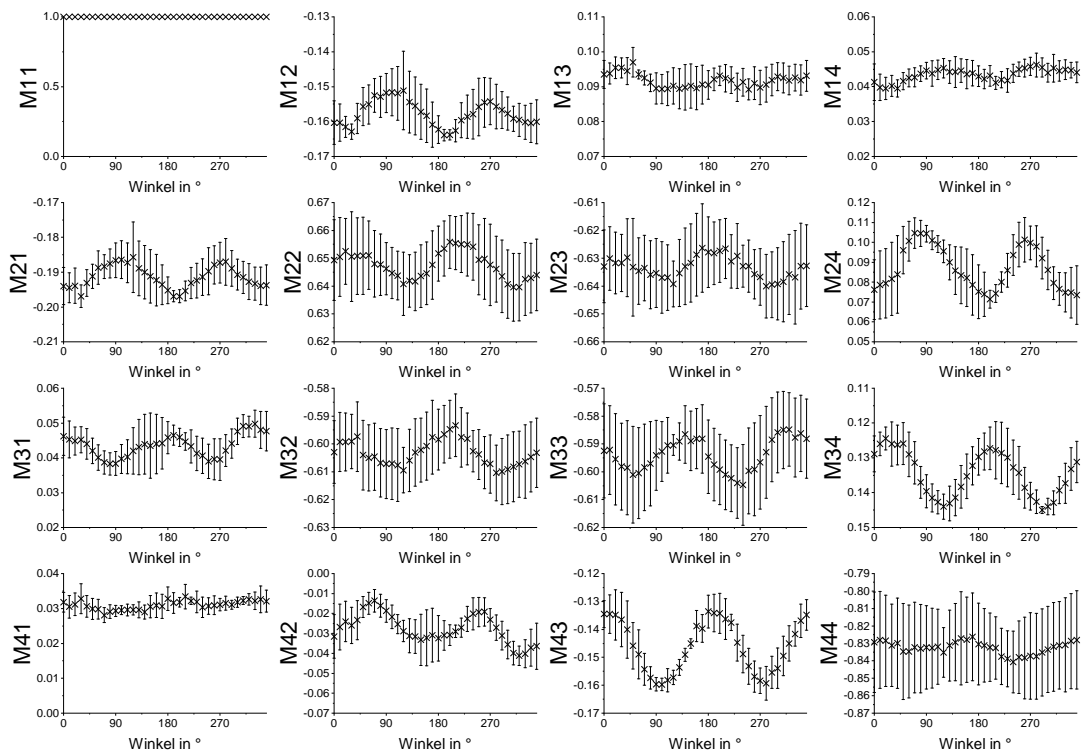 M11
1.0
0.5
0.0
0 90 180 270
Winkel in °
M12
-0.13
-0.14
-0.15
-0.16
-0.17
0 90 180 270
Winkel in °
M13
0.11
0.10
0.09
0.08
0.07
0 90 180 270
Winkel in °
M14
0.06
0.05
0.04
0.03
0.02
0 90 180 270
Winkel in °
M21
-0.17
-0.18
-0.19
-0.20
-0.21
0 90 180 270
Winkel in °
M22
0.67
0.66
0.65
0.64
0.63
0.62
0 90 180 270
Winkel in °
M23
-0.61
-0.62
-0.63
-0.64
-0.65
-0.66
0 90 180 270
Winkel in °
M24
0.12
0.11
0.10
0.09
0.08
0.07
0.06
0.05
0 90 180 270
Winkel in °
M31
0.06
0.05
0.04
0.03
0.02
0 90 180 270
Winkel in °
M32
-0.58
-0.59
-0.60
-0.61
-0.62
-0.63
0 90 180 270
Winkel in °
M33
-0.57
-0.58
-0.59
-0.60
-0.61
-0.62
0 90 180 270
Winkel in °
M34
0.11
0.12
0.13
0.14
0.15
0 90 180 270
Winkel in °
M41
0.04
0.03
0.02
0.01
0.00
0 90 180 270
Winkel in °
M42
0.00
-0.01
-0.02
-0.03
-0.04
-0.05
-0.06
-0.07
0 90 180 270
Winkel in °
M43
-0.12
-0.13
-0.14
-0.15
-0.16
-0.17
0 90 180 270
Winkel in °
M44
-0.79
-0.80
-0.82
-0.83
-0.84
-0.86
-0.87
0 90 180 270
Winkel in °